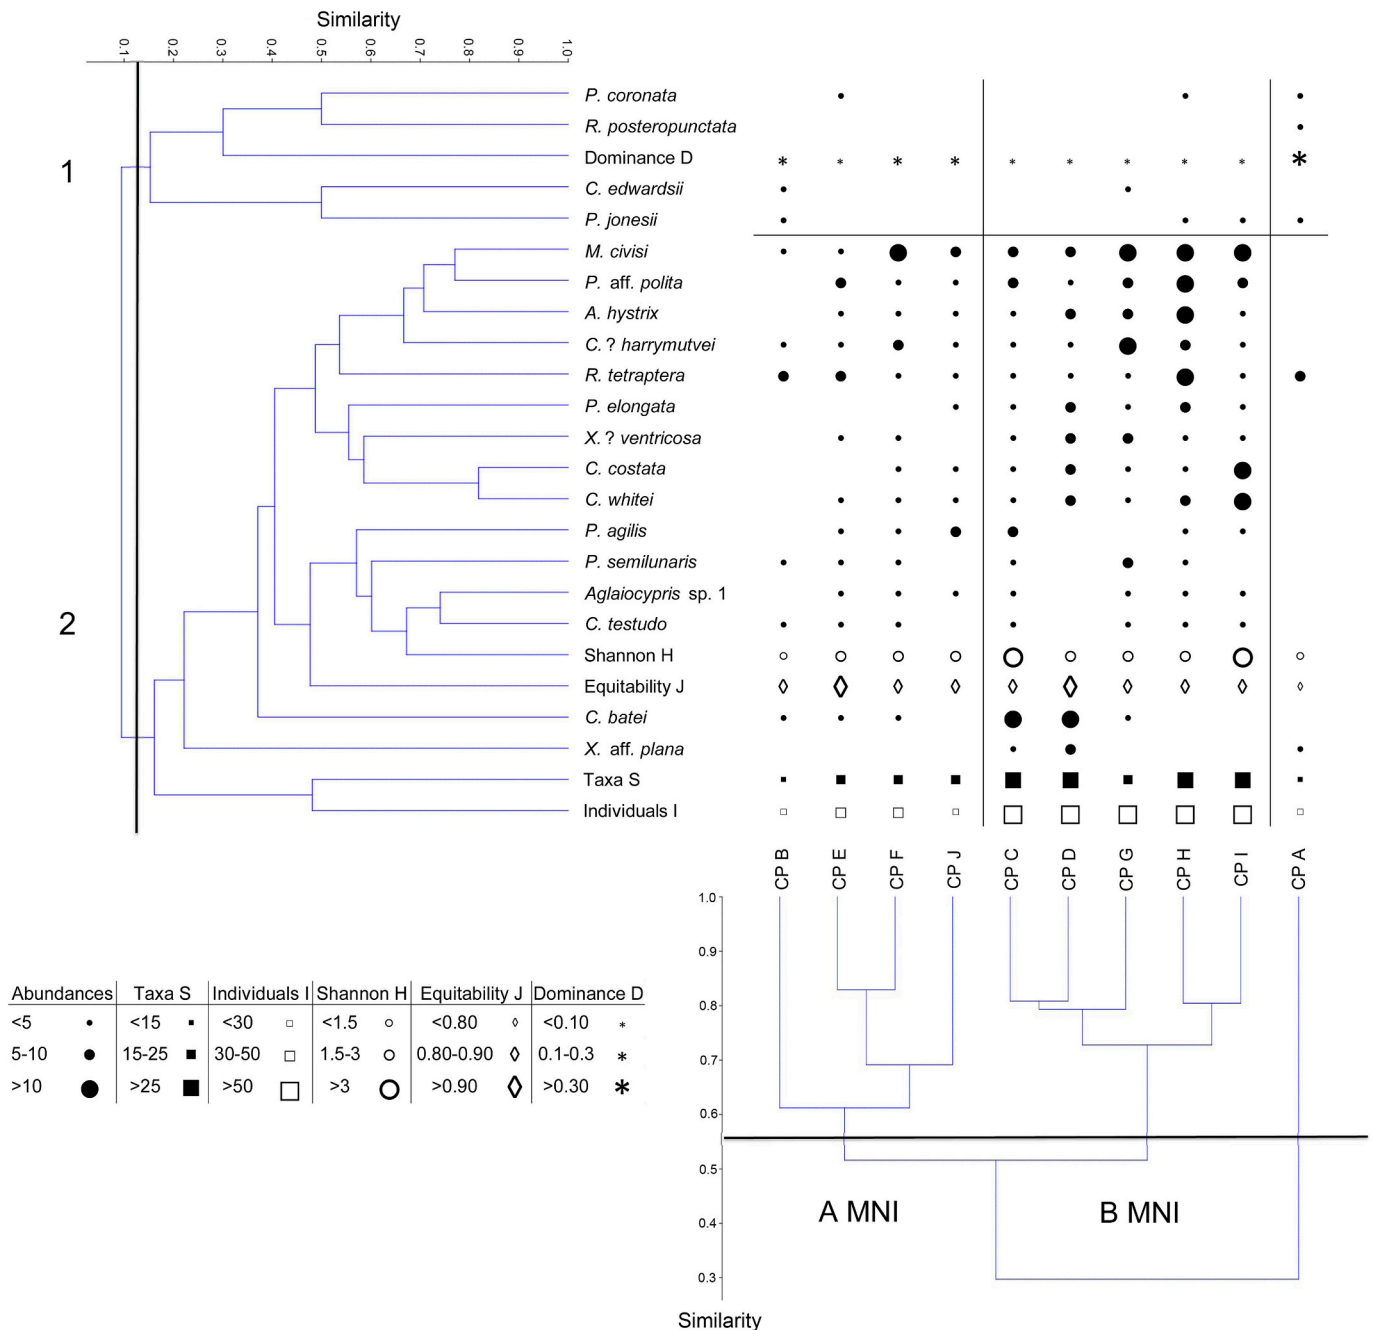 Similarity
0.1 0.2 0.3 0.4 0.5 0.6 0.7 0.8 0.9 1.0
P. coronata
R. posteropunctata
Dominance D
C. edwardsii
P. jonesii
1
M. civisi
P. aff. polita
A. hystrix
C. ? harrymutvei
R. tetraptera
P. elongata
X. ? ventricosa
C. costata
C. whitei
P. agilis
P. semilunaris
Aglaiocypris sp. 1
C. testudo
2
Shannon H
Equitability J
C. batei
X. aff. plana
Taxa S
Individuals I
CP B CP E CP F CP J CP C CP D CP G CP H CP I CP A
1.0
0.9
0.8
0.7
0.6
0.5
0.4
0.3
A MNI B MNI
Similarity
Abundances Taxa S Individuals I Shannon H Equitability J Dominance D
<5 <15 <30 <1.5 <0.80 <0.10
5-10 15-25 30-50 1.5-3 0.80-0.90 0.1-0.3
>10 >25 >50 >3 >0.90 >0.30